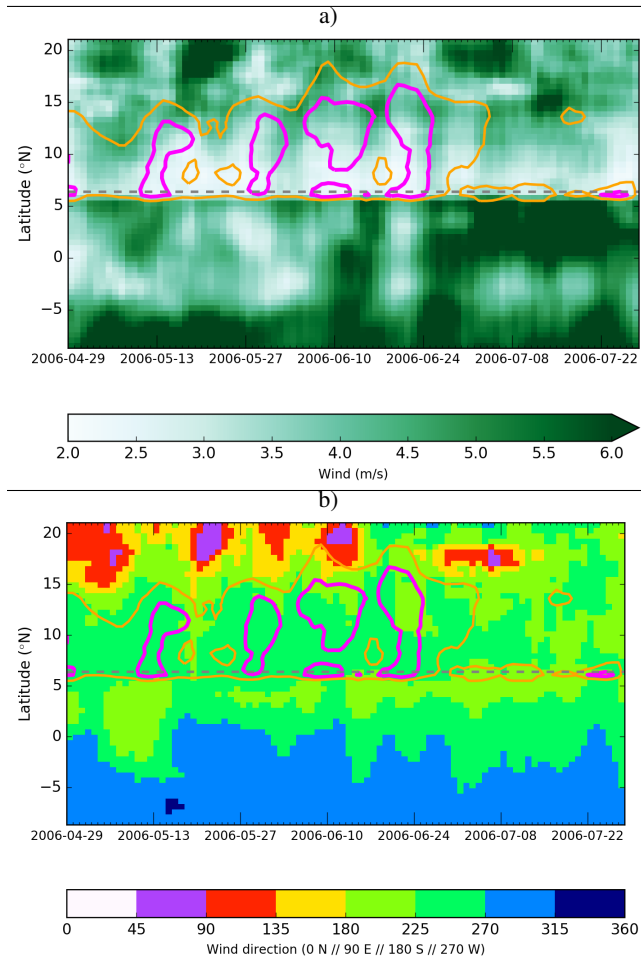 a)
20
15
10
5
0
−5
Latitude (°N)
2006-04-29 2006-05-13 2006-05-27 2006-06-10 2006-06-24 2006-07-08 2006-07-22
2.0 2.5 3.0 3.5 4.0 4.5 5.0 5.5 6.0
Wind (m/s)
b)
20
15
10
5
0
−5
Latitude (°N)
2006-04-29 2006-05-13 2006-05-27 2006-06-10 2006-06-24 2006-07-08 2006-07-22
0 45 90 135 180 225 270 315 360
Wind direction (0 N // 90 E // 180 S // 270 W)